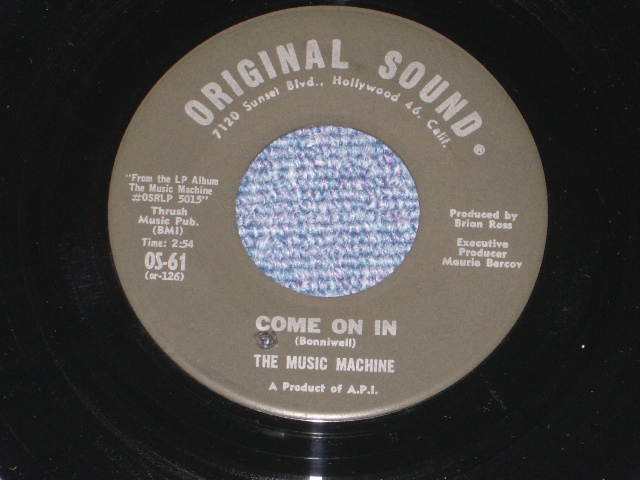 ORIGINAL SOUND®
7120 Sunset Blvd., Hollywood 46, Calif.
"From the LP Album
The Music Machine
#OSRLP 5015"
Thrush
Music Pub.
(BMI)
Time: 2:54
OS-61
(or-126)
Produced by
Brian Ross
Executive
Producer
Maurie Bercov
COME ON IN
(Bonniwell)
THE MUSIC MACHINE
A Product of A.P.I.